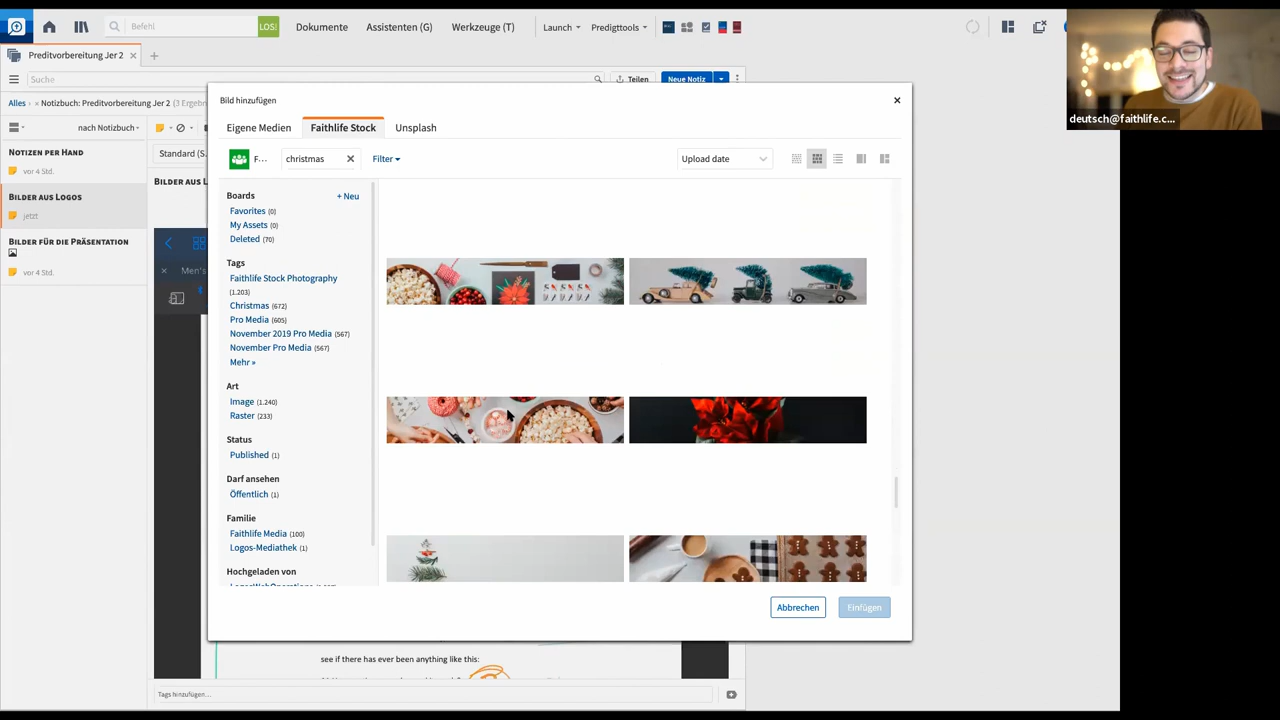 Befehl
LOS!
Dokumente
Assistenten (G)
Werkzeuge (T)
Launch
Predigttools
deutsch@faithlife.c...
Preditvorbereitung Jer 2
Suche
Teilen
Neue Notiz
Alles
« Notizbuch: Preditvorbereitung Jer 2 (3 Ergebn
nach Notizbuch
Standard (S.
Notizen per Hand
vor 4 Std.
Bilder aus Logos
jetzt
Bilder für die Präsentation
vor 4 Std.
Bilder aus L
Men's
Bild hinzufügen
Eigene Medien
Faithlife Stock
Unsplash
F...
christmas
Filter
Upload date
Boards
+ Neu
Favorites (0)
My Assets (0)
Deleted (70)
Tags
Faithlife Stock Photography
(1.203)
Christmas (672)
Pro Media (605)
November 2019 Pro Media (567)
November Pro Media (567)
Mehr »
Art
Image (1.240)
Raster (233)
Status
Published (1)
Darf ansehen
Öffentlich (1)
Familie
Faithlife Media (100)
Logos-Mediathek (1)
Hochgeladen von
Abbrechen
Einfügen
see if there has ever been anything like this:
Tags hinzufügen...